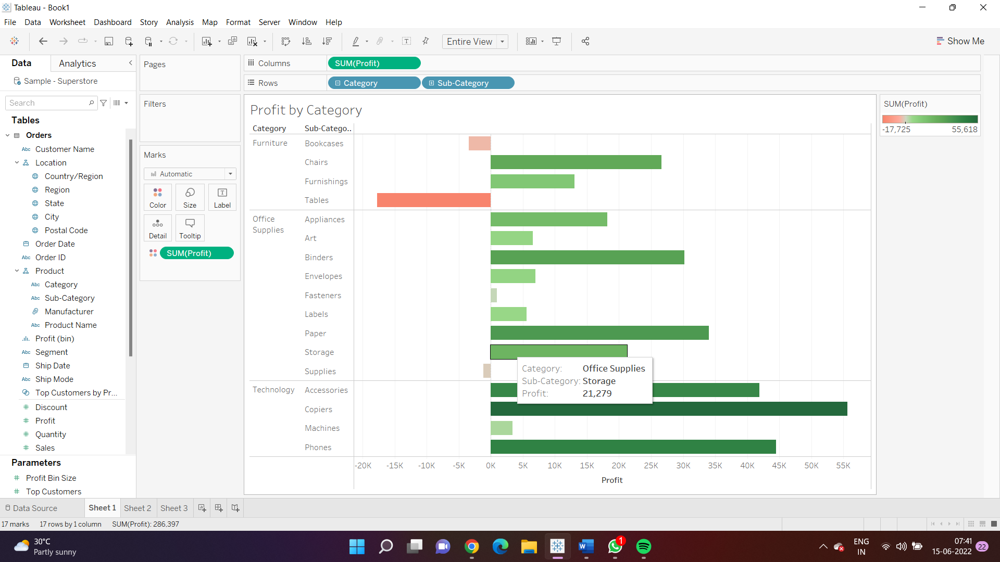 Tableau - Book1
File Data Worksheet Dashboard Story Analysis Map Format Server Window Help
Entire View
Show Me
Data Analytics
Sample - Superstore
Search
Tables
Orders
Abc Customer Name
Location
Country/Region
Region
State
City
Postal Code
Order Date
Abc Order ID
Product
Abc Category
Abc Sub-Category
Manufacturer
Abc Product Name
Profit (bin)
Abc Segment
Ship Date
Abc Ship Mode
Top Customers by Pr...
Discount
Profit
Quantity
Sales
Parameters
Profit Bin Size
Top Customers
Pages
Filters
Marks
Automatic
Color Size Label
Detail Tooltip
SUM(Profit)
Columns SUM(Profit)
Rows Category Sub-Category
Profit by Category
Category Sub-Catego..
Furniture Bookcases
Chairs
Furnishings
Tables
Office Supplies Appliances
Art
Binders
Envelopes
Fasteners
Labels
Paper
Storage
Supplies
Technology Accessories
Copiers
Machines
Phones
Category: Office Supplies
Sub-Category: Storage
Profit: 21,279
-20K -15K -10K -5K 0K 5K 10K 15K 20K 25K 30K 35K 40K 45K 50K 55K
Profit
SUM(Profit)
-17,725 55,618
Data Source Sheet 1 Sheet 2 Sheet 3
17 marks 17 rows by 1 column SUM(Profit): 286,397
30°C
Partly sunny
1
ENG
IN
07:41
15-06-2022
22